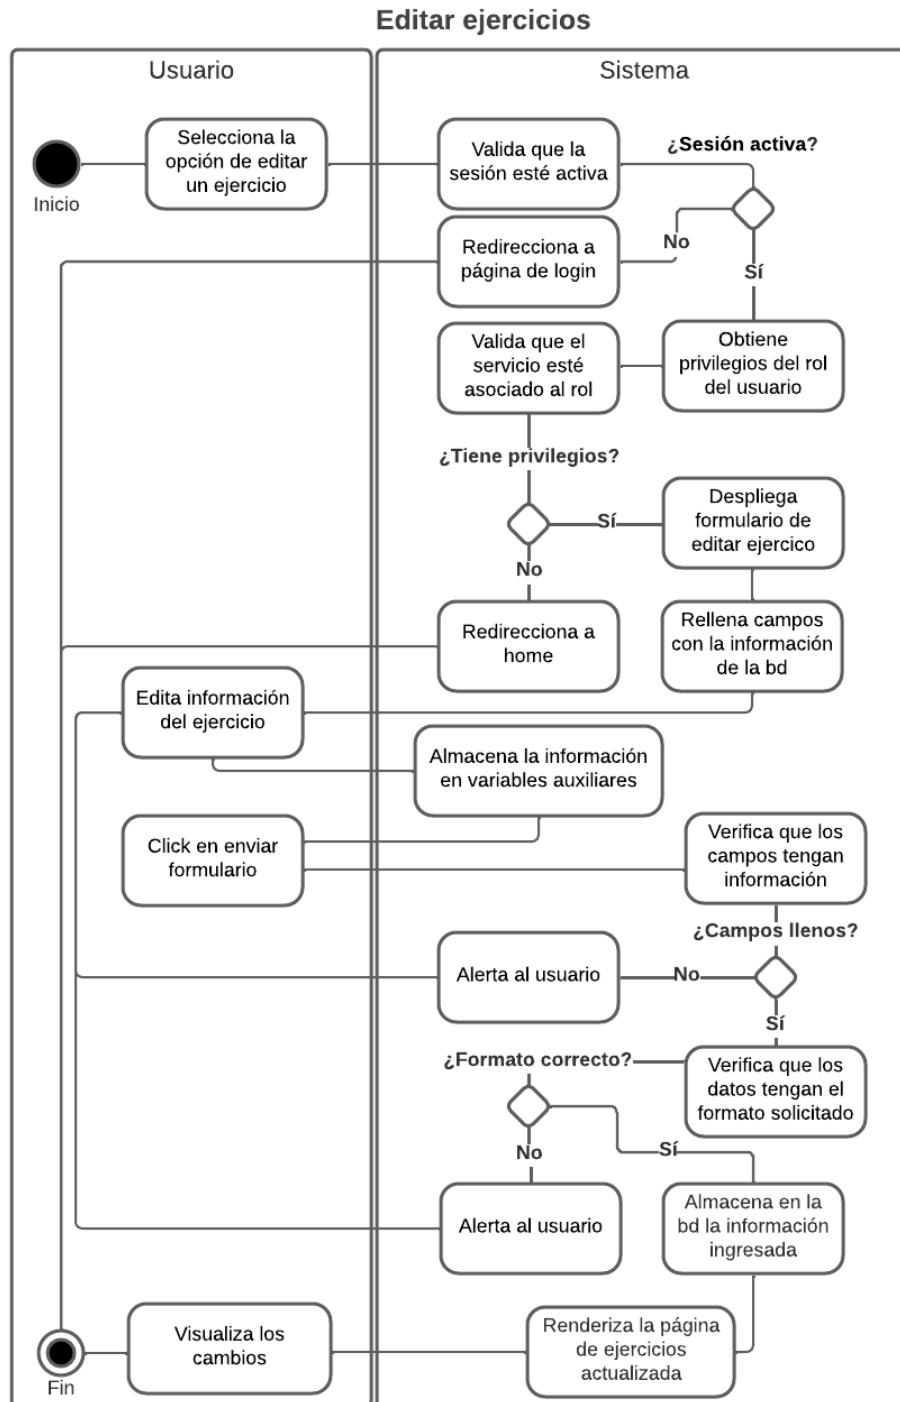 Editar ejercicios
Usuario
Sistema
Inicio
Selecciona la
opción de editar
un ejercicio
Valida que la
sesión esté activa
¿Sesión activa?
No
Sí
Redirecciona a
página de login
Valida que el
servicio esté
asociado al rol
Obtiene
privilegios del rol
del usuario
¿Tiene privilegios?
Sí
No
Despliega
formulario de
editar ejercico
Redirecciona a
home
Rellena campos
con la información
de la bd
Edita información
del ejercicio
Almacena la información
en variables auxiliares
Click en enviar
formulario
Verifica que los
campos tengan
información
¿Campos llenos?
Alerta al usuario
No
Sí
¿Formato correcto?
Verifica que los
datos tengan el
formato solicitado
No
Sí
Alerta al usuario
Almacena en la
bd la información
ingresada
Visualiza los
cambios
Renderiza la página
de ejercicios
actualizada
Fin